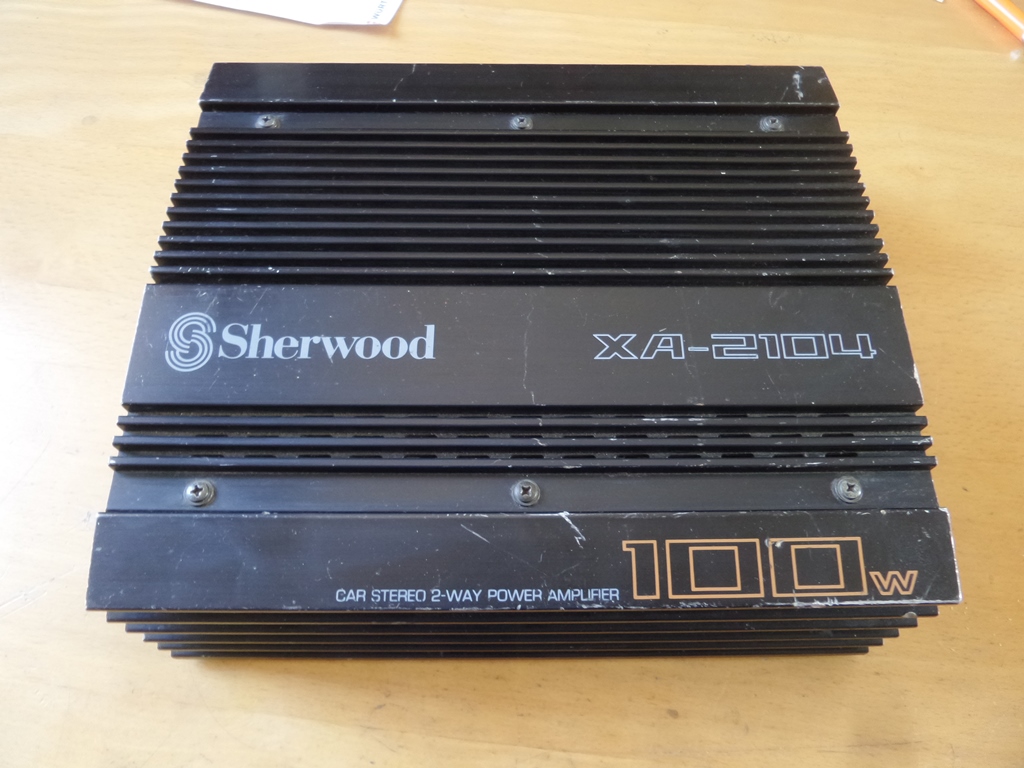 Sherwood XA-2104
100W
CAR STEREO 2-WAY POWER AMPLIFIER